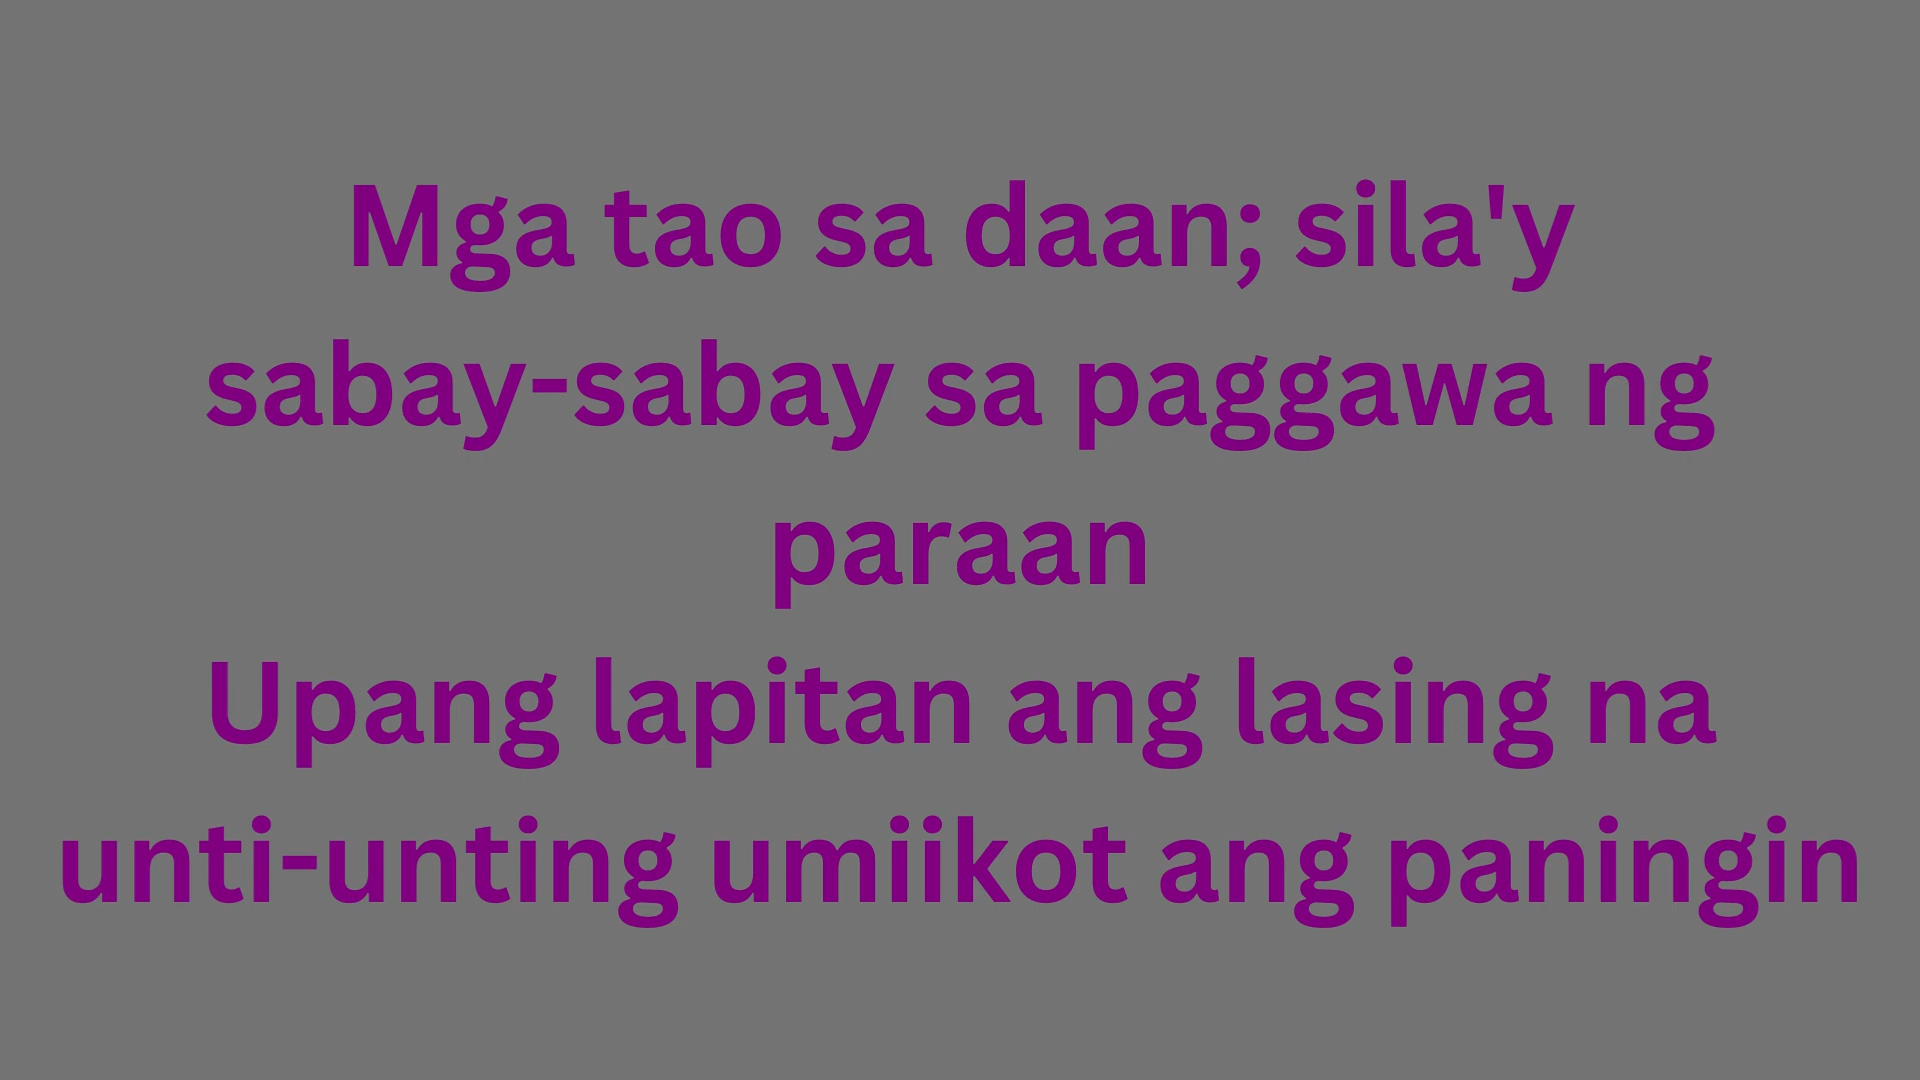 Mga tao sa daan; sila'y
sabay-sabay sa paggawa ng
paraan
Upang lapitan ang lasing na
unti-unting umiikot ang paningin